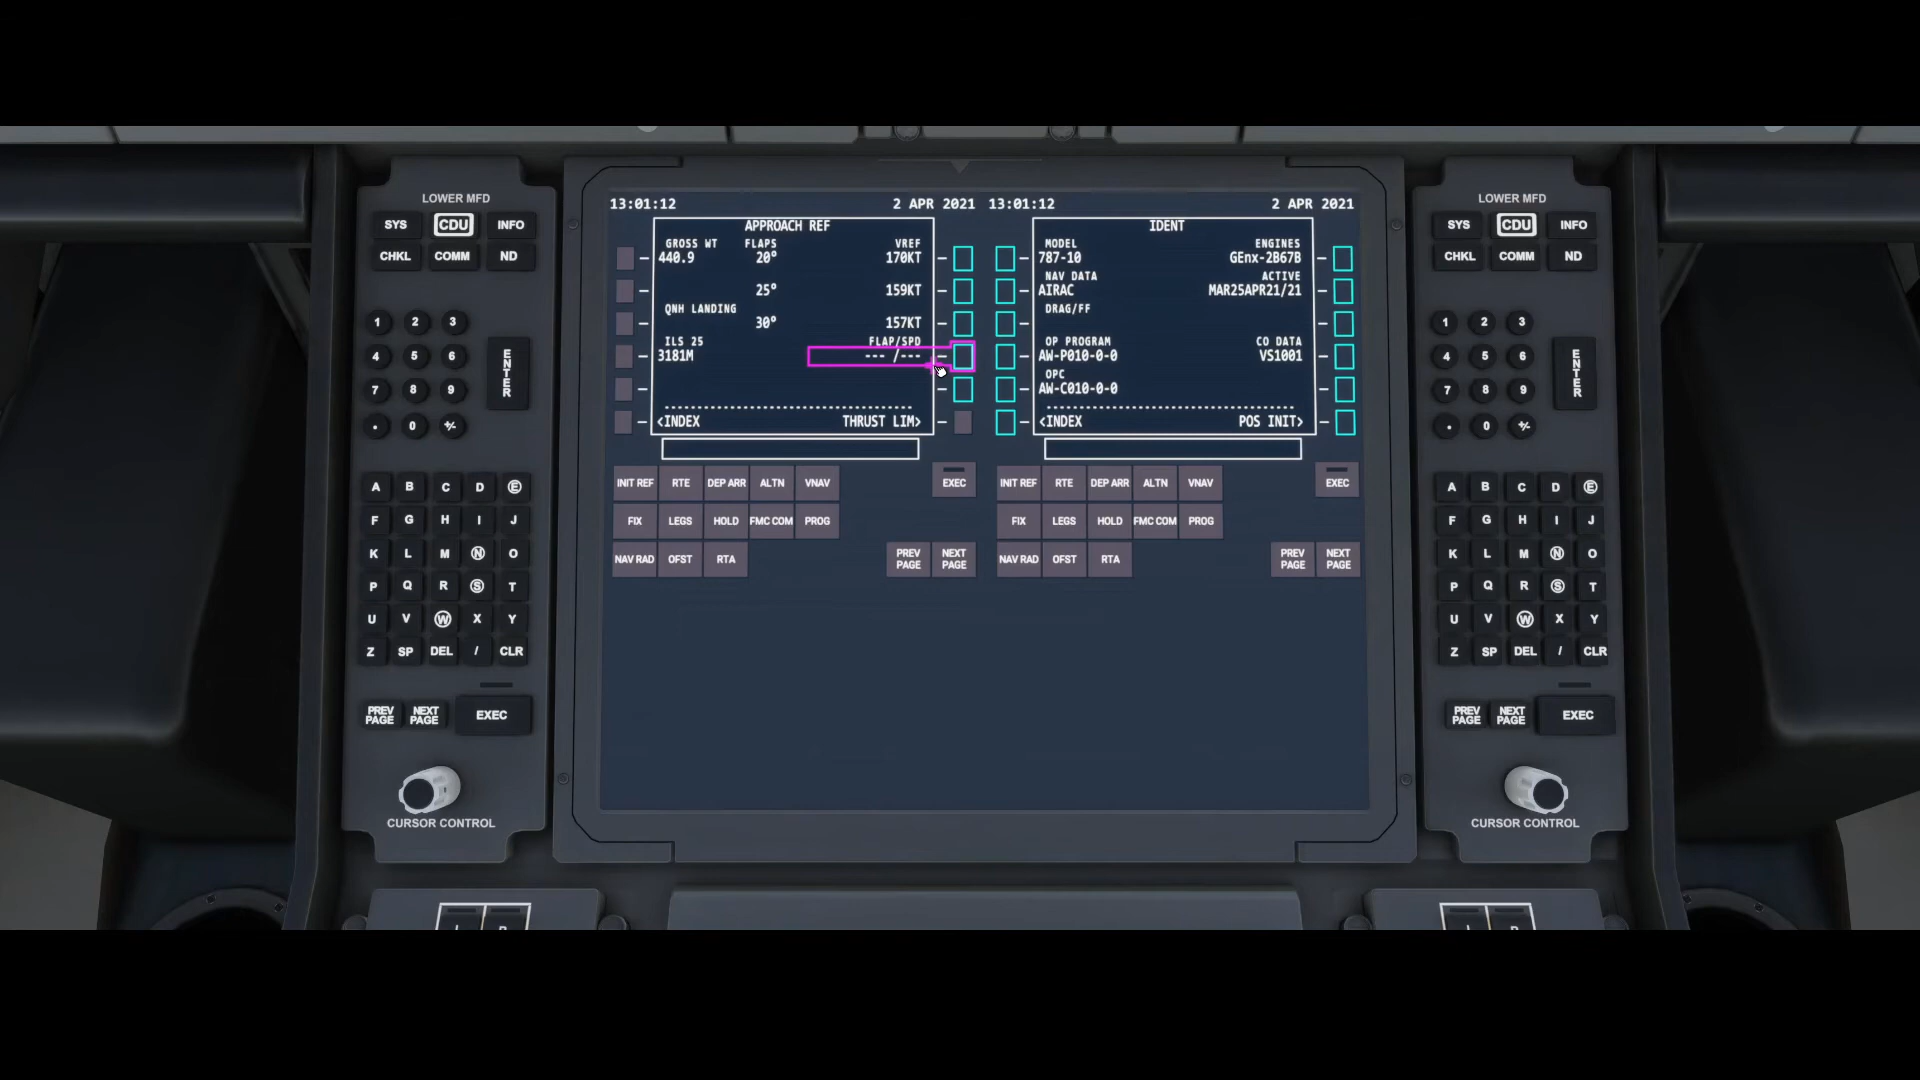 LOWER MFD
SYS CDU INFO
CHKL COMM ND
1 2 3
4 5 6
7 8 9
. 0 +/-
ENTER
A B C D E
F G H I J
K L M N O
P Q R S T
U V W X Y
Z SP DEL / CLR
PREV PAGE NEXT PAGE EXEC
CURSOR CONTROL
13:01:12 2 APR 2021
APPROACH REF
GROSS WT FLAPS VREF
440.9 20° 170KT
25° 159KT
QNH LANDING
30° 157KT
ILS 25 FLAP/SPD
3181M --- /---
<INDEX THRUST LIM>
INIT REF RTE DEP ARR ALTN VNAV EXEC
FIX LEGS HOLD FMC COM PROG
NAV RAD OFST RTA PREV PAGE NEXT PAGE
13:01:12 2 APR 2021
IDENT
MODEL ENGINES
787-10 GEnx-2B67B
NAV DATA ACTIVE
AIRAC MAR25APR21/21
DRAG/FF
OP PROGRAM CO DATA
AW-P010-0-0 VS1001
OPC
AW-C010-0-0
<INDEX POS INIT>
INIT REF RTE DEP ARR ALTN VNAV EXEC
FIX LEGS HOLD FMC COM PROG
NAV RAD OFST RTA PREV PAGE NEXT PAGE
LOWER MFD
SYS CDU INFO
CHKL COMM ND
1 2 3
4 5 6
7 8 9
. 0 +/-
ENTER
A B C D E
F G H I J
K L M N O
P Q R S T
U V W X Y
Z SP DEL / CLR
PREV PAGE NEXT PAGE EXEC
CURSOR CONTROL